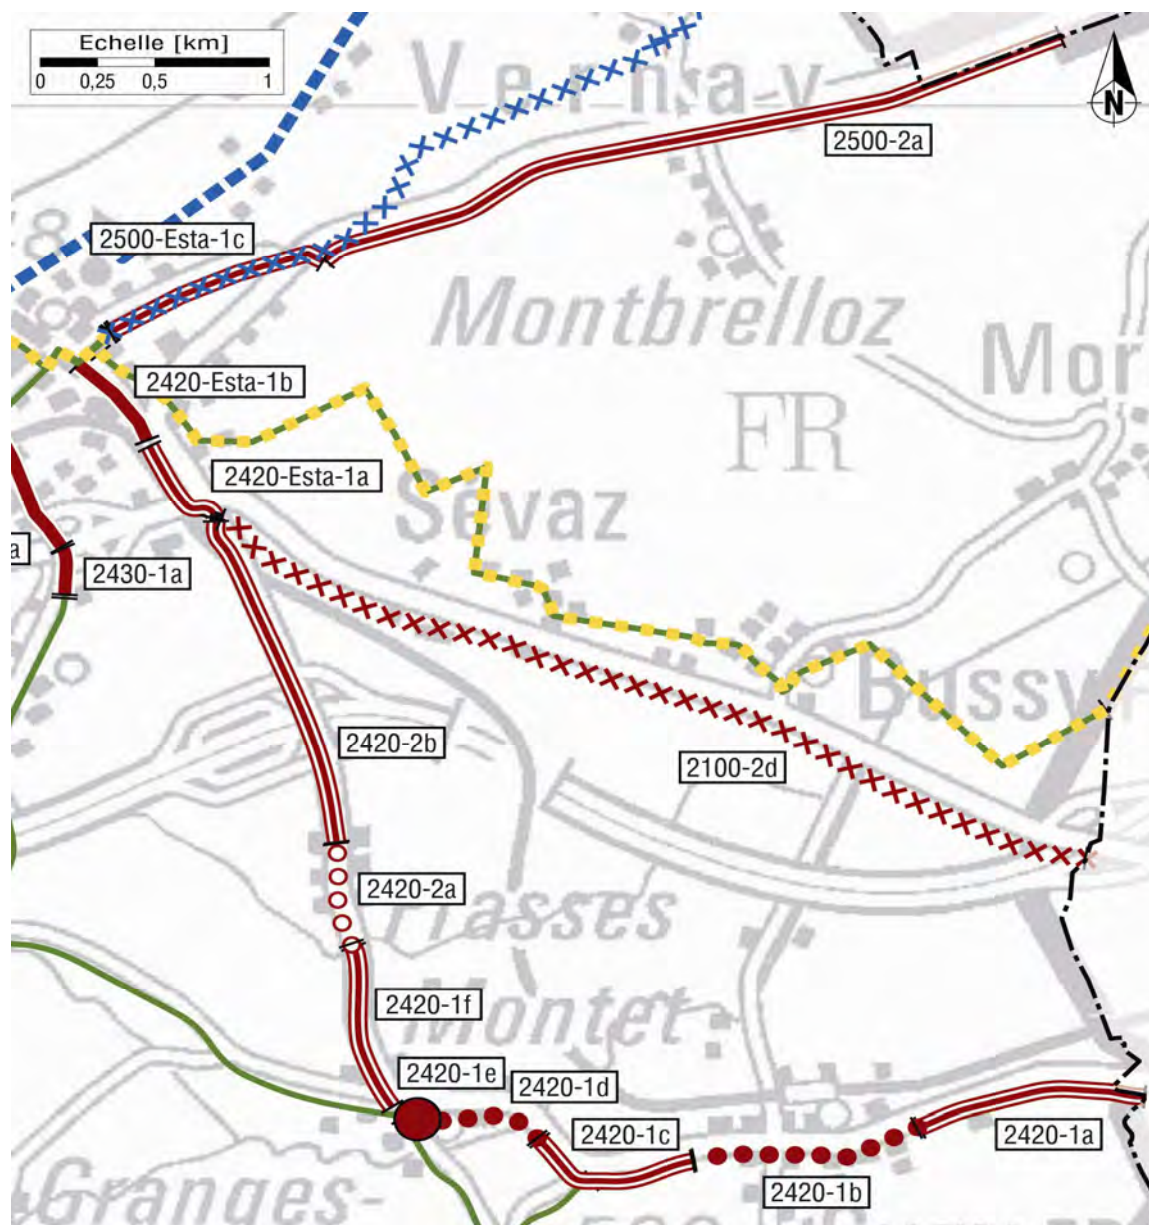 Echelle [km]
0 0,25 0,5 1
Vernay
N
2500-2a
2500-Esta-1c
Montbrelloz
Mor
2420-Esta-1b
FR
2420-Esta-1a
Sévaz
a
2430-1a
Bussy
2420-2b
2100-2d
2420-2a
Frasses
2420-1f
Montet
2420-1e
2420-1d
2420-1c
2420-1a
Granges-
2420-1b